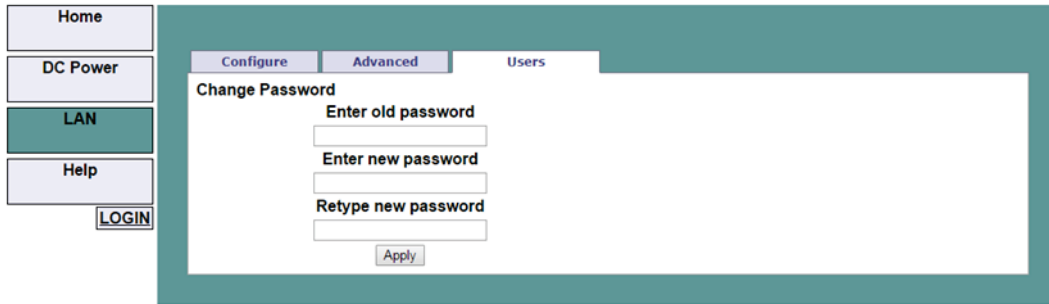 Home
DC Power
LAN
Help
LOGIN
Configure Advanced Users
Change Password
Enter old password
Enter new password
Retype new password
Apply